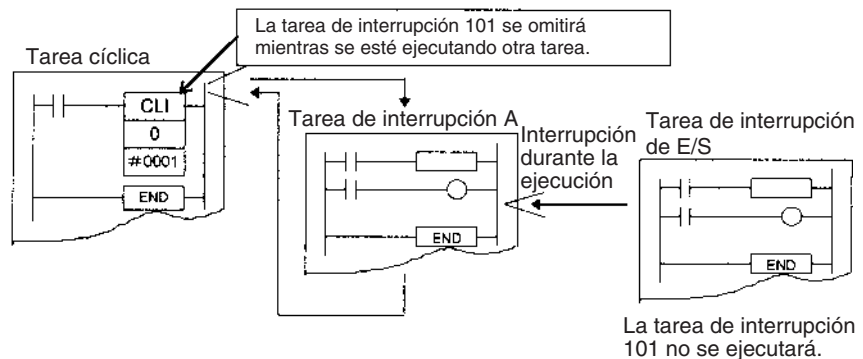 La tarea de interrupción 101 se omitirá
mientras se esté ejecutando otra tarea.
Tarea cíclica
CLI
0
#0001
END
Tarea de interrupción A
END
Interrupción
durante la
ejecución
Tarea de interrupción
de E/S
END
La tarea de interrupción
101 no se ejecutará.